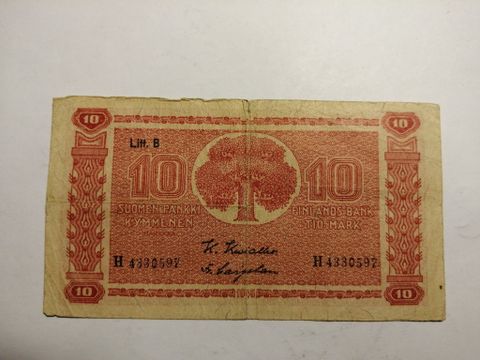 10 10
Litt. B
10 10
SUOMEN PANKKI FINLANDS BANK
KYMMENEN TIO MARK
H 4330597 H 4330597
10 10